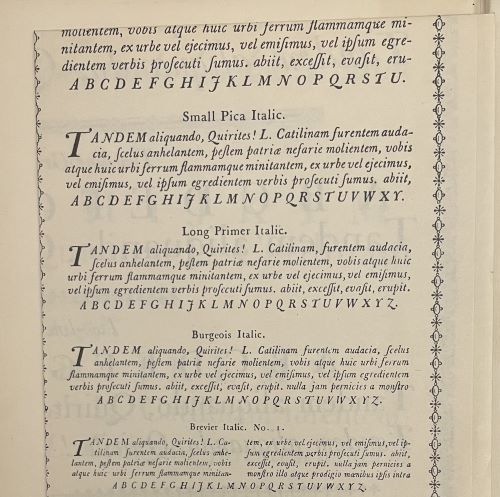 molientem, vobis atque huic urbi ferrum flammamque mi-
nitantem, ex urbe vel ejecimus, vel emiſimus, vel ipſum egre-
dientem verbis proſecuti ſumus. abiit, exceſſit, evaſit, eru-
A B C D E F G H I J K L M N O P Q R S T U.
Small Pica Italic.
TANDEM aliquando, Quirites! L. Catilinam furentem auda-
cia, ſcelus anhelantem, peſtem patriæ nefarie molientem, vobis
atque huic urbi ferrum flammamque minitantem, ex urbe vel ejecimus,
vel emiſimus, vel ipſum egredientem verbis proſecuti ſumus. abiit,
A B C D E F G H I J K L M N O P Q R S T U V W X Y.
Long Primer Italic.
TANDEM aliquando, Quirites! L. Catilinam, furentem audacia,
ſcelus anhelantem, peſtem patriæ nefarie molientem, vobis atque huic
urbi ferrum flammamque minitantem, ex urbe vel ejecimus, vel emiſimus,
vel ipſum egredientem verbis proſecuti ſumus. abiit, exceſſit, evaſit, erupit.
A B C D E F G H I J K L M N O P Q R S T U V W X Y Z.
Burgeois Italic.
TANDEM aliquando, Quirites! L. Catilinam furentem audacia, ſcelus
anhelantem, peſtem patriæ nefarie molientem, vobis atque huic urbi ferrum
flammamque minitantem, ex urbe vel ejecimus, vel emiſimus, vel ipſum egredientem
verbis proſecuti ſumus. abiit, exceſſit, evaſit, erupit. nulla jam pernicies a monſtro
A B C D E F G H I J K L M N O P Q R S T U V W X Y Z.
Brevier Italic. No. 1.
TANDEM aliquando, Quirites! L. Ca-
tilinam furentem audacia, ſcelus anhe-
lantem, peſtem patriæ nefarie molientem, vobis
atque huic urbi ferrum flammamque minitan-
tem, ex urbe vel ejecimus, vel emiſimus, vel ip-
ſum egredientem verbis proſecuti ſumus. abiit,
exceſſit, evaſit, erupit. nulla jam pernicies a
monſtro illo atque prodigio mœnibus ipſis intra
A B C D E F G H I J K L M N O P Q R S T U V W X Y Z.